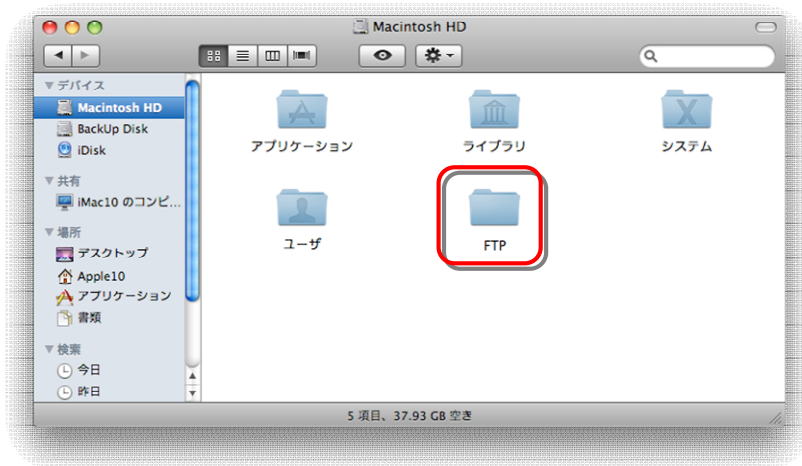 Macintosh HD
デバイス
Macintosh HD
BackUp Disk
iDisk
共有
iMac10 のコンピ...
場所
デスクトップ
Apple10
アプリケーション
書類
検索
今日
昨日
アプリケーション
ライブラリ
システム
ユーザ
FTP
5 項目、37.93 GB 空き